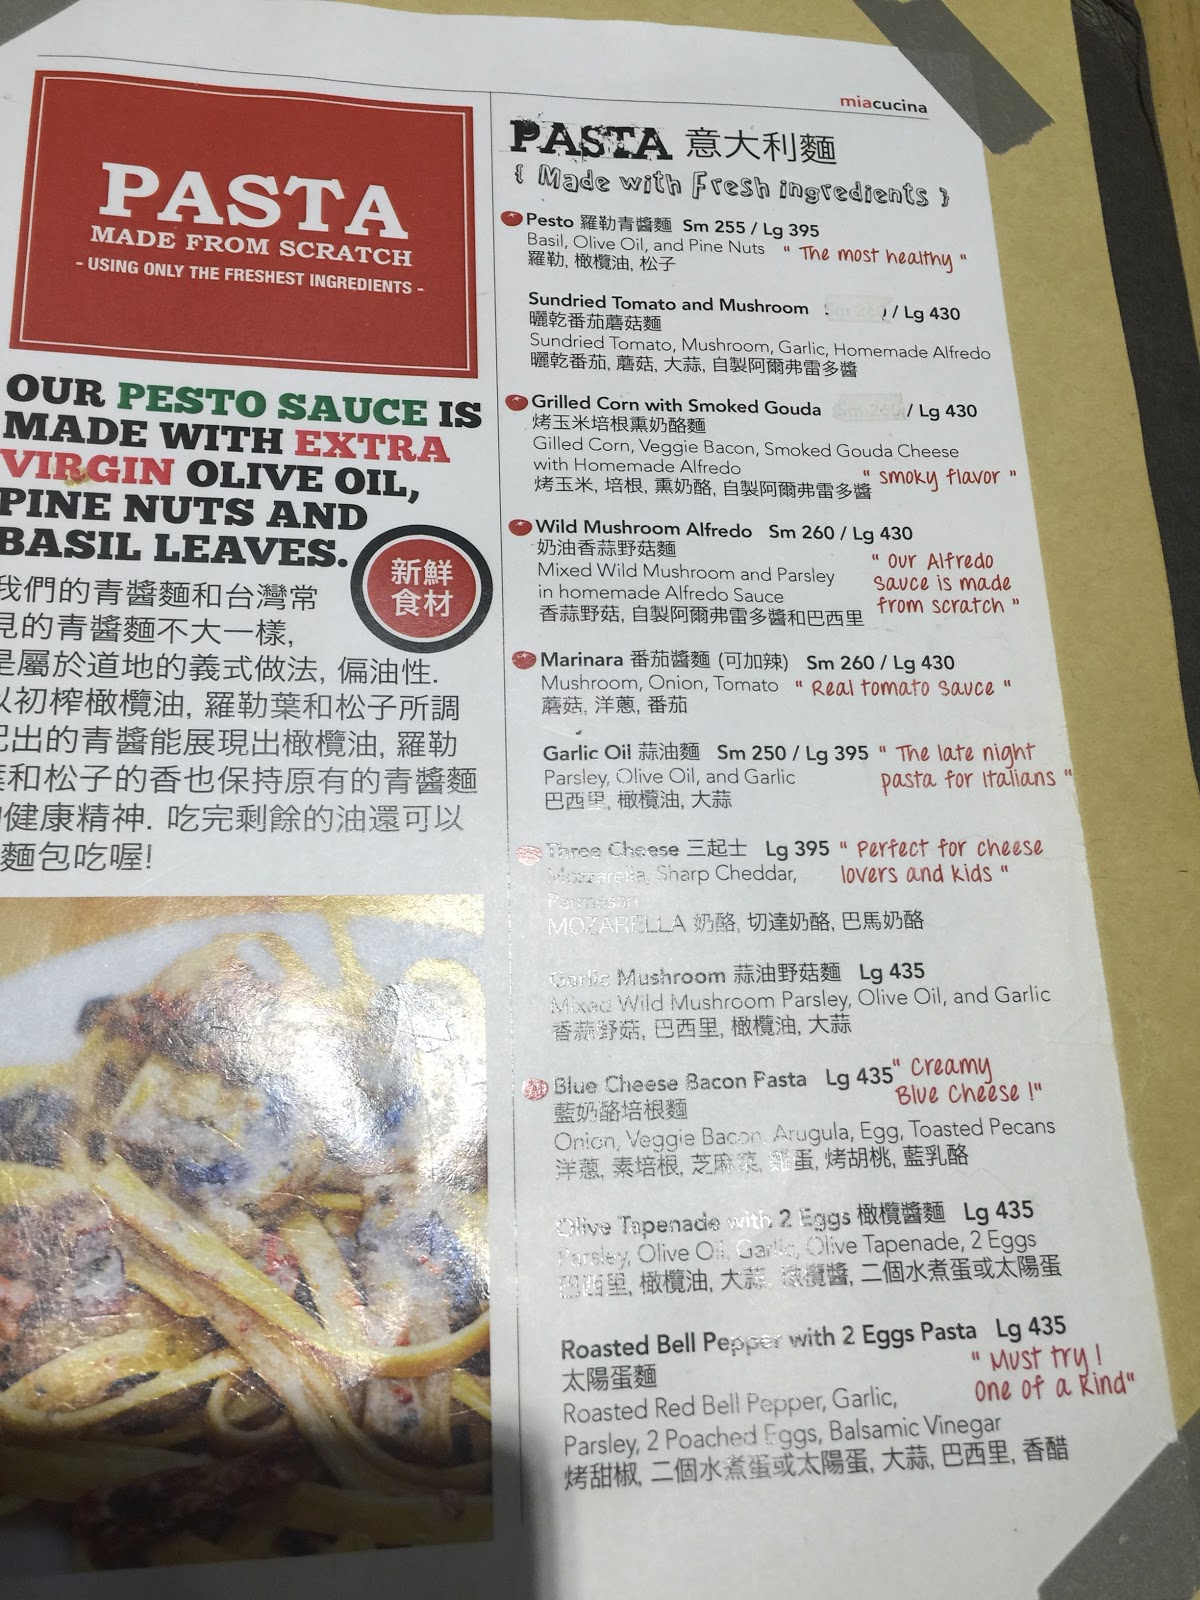 miacucina
PASTA
MADE FROM SCRATCH
- USING ONLY THE FRESHEST INGREDIENTS -
OUR PESTO SAUCE IS
MADE WITH EXTRA
VIRGIN OLIVE OIL,
PINE NUTS AND
BASIL LEAVES.
新鮮
食材
我們的青醬麵和台灣常
見的青醬麵不大一樣,
是屬於道地的義式做法, 偏油性.
以初榨橄欖油, 羅勒葉和松子所調
配出的青醬能展現出橄欖油, 羅勒
葉和松子的香也保持原有的青醬麵
健康精神. 吃完剩餘的油還可以
麵包吃喔!
PASTA 意大利麵
{ Made with Fresh ingredients }
Pesto 羅勒青醬麵 Sm 255 / Lg 395
Basil, Olive Oil, and Pine Nuts " The most healthy "
羅勒, 橄欖油, 松子
Sundried Tomato and Mushroom Sm 260 / Lg 430
曬乾番茄蘑菇麵
Sundried Tomato, Mushroom, Garlic, Homemade Alfredo
曬乾番茄, 蘑菇, 大蒜, 自製阿爾弗雷多醬
Grilled Corn with Smoked Gouda Sm 260 / Lg 430
烤玉米培根熏奶酪麵
Gilled Corn, Veggie Bacon, Smoked Gouda Cheese
with Homemade Alfredo " smoky flavor "
烤玉米, 培根, 熏奶酪, 自製阿爾弗雷多醬
Wild Mushroom Alfredo Sm 260 / Lg 430
奶油香蒜野菇麵
Mixed Wild Mushroom and Parsley
in homemade Alfredo Sauce
香蒜野菇, 自製阿爾弗雷多醬和巴西里
" Our Alfredo
Sauce is made
from scratch "
Marinara 番茄醬麵 (可加辣) Sm 260 / Lg 430
Mushroom, Onion, Tomato " Real tomato Sauce "
蘑菇, 洋蔥, 番茄
Garlic Oil 蒜油麵 Sm 250 / Lg 395 " The late night
Parsley, Olive Oil, and Garlic pasta for Italians "
巴西里, 橄欖油, 大蒜
Three Cheese 三起士 Lg 395 " Perfect for cheese
Mozzarella, Sharp Cheddar, lovers and kids "
Parmesan
MOZARELLA 奶酪, 切達奶酪, 巴馬奶酪
Garlic Mushroom 蒜油野菇麵 Lg 435
Mixed Wild Mushroom Parsley, Olive Oil, and Garlic
香蒜野菇, 巴西里, 橄欖油, 大蒜
Blue Cheese Bacon Pasta Lg 435 " Creamy
藍奶酪培根麵 Blue Cheese !"
Onion, Veggie Bacon, Arugula, Egg, Toasted Pecans
洋蔥, 素培根, 芝麻葉, 雞蛋, 烤胡桃, 藍乳酪
Olive Tapenade with 2 Eggs 橄欖醬麵 Lg 435
Parsley, Olive Oil, Garlic, Olive Tapenade, 2 Eggs
巴西里, 橄欖油, 大蒜, 橄欖醬, 二個水煮蛋或太陽蛋
Roasted Bell Pepper with 2 Eggs Pasta Lg 435
太陽蛋麵
" Must try !
One of a kind"
Roasted Red Bell Pepper, Garlic,
Parsley, 2 Poached Eggs, Balsamic Vinegar
烤甜椒, 二個水煮蛋或太陽蛋, 大蒜, 巴西里, 香醋